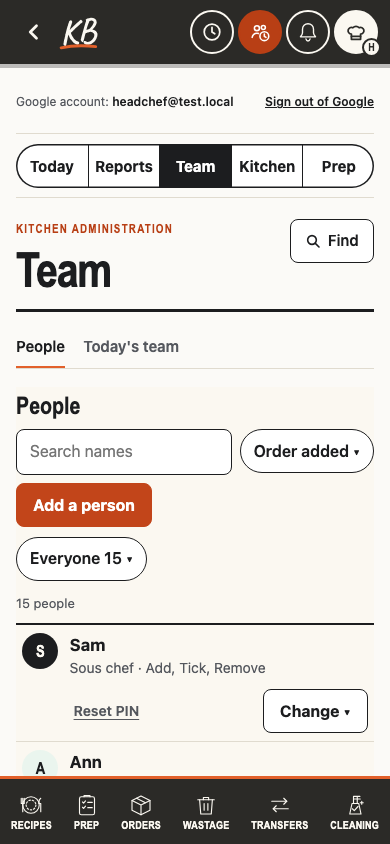 KB
H
Google account: headchef@test.local Sign out of Google
Today Reports Team Kitchen Prep
KITCHEN ADMINISTRATION
Team
Find
People Today's team
People
Search names
Order added ▾
Add a person
Everyone 15 ▾
15 people
S
Sam
Sous chef · Add, Tick, Remove
Reset PIN
Change ▾
A
Ann
RECIPES PREP ORDERS WASTAGE TRANSFERS CLEANING